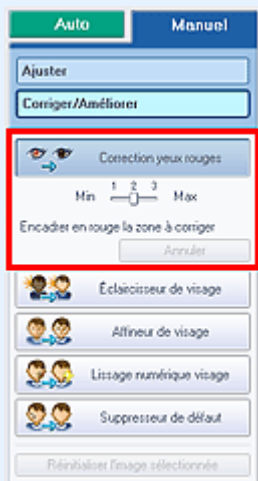 Auto Manuel
Ajuster
Corriger/Améliorer
Correction yeux rouges
1 2 3
Min Max
Encadrer en rouge la zone à corriger
Annuler
Éclaircisseur de visage
Affineur de visage
Lissage numérique visage
Suppresseur de défaut
Réinitialiser l'image sélectionnée